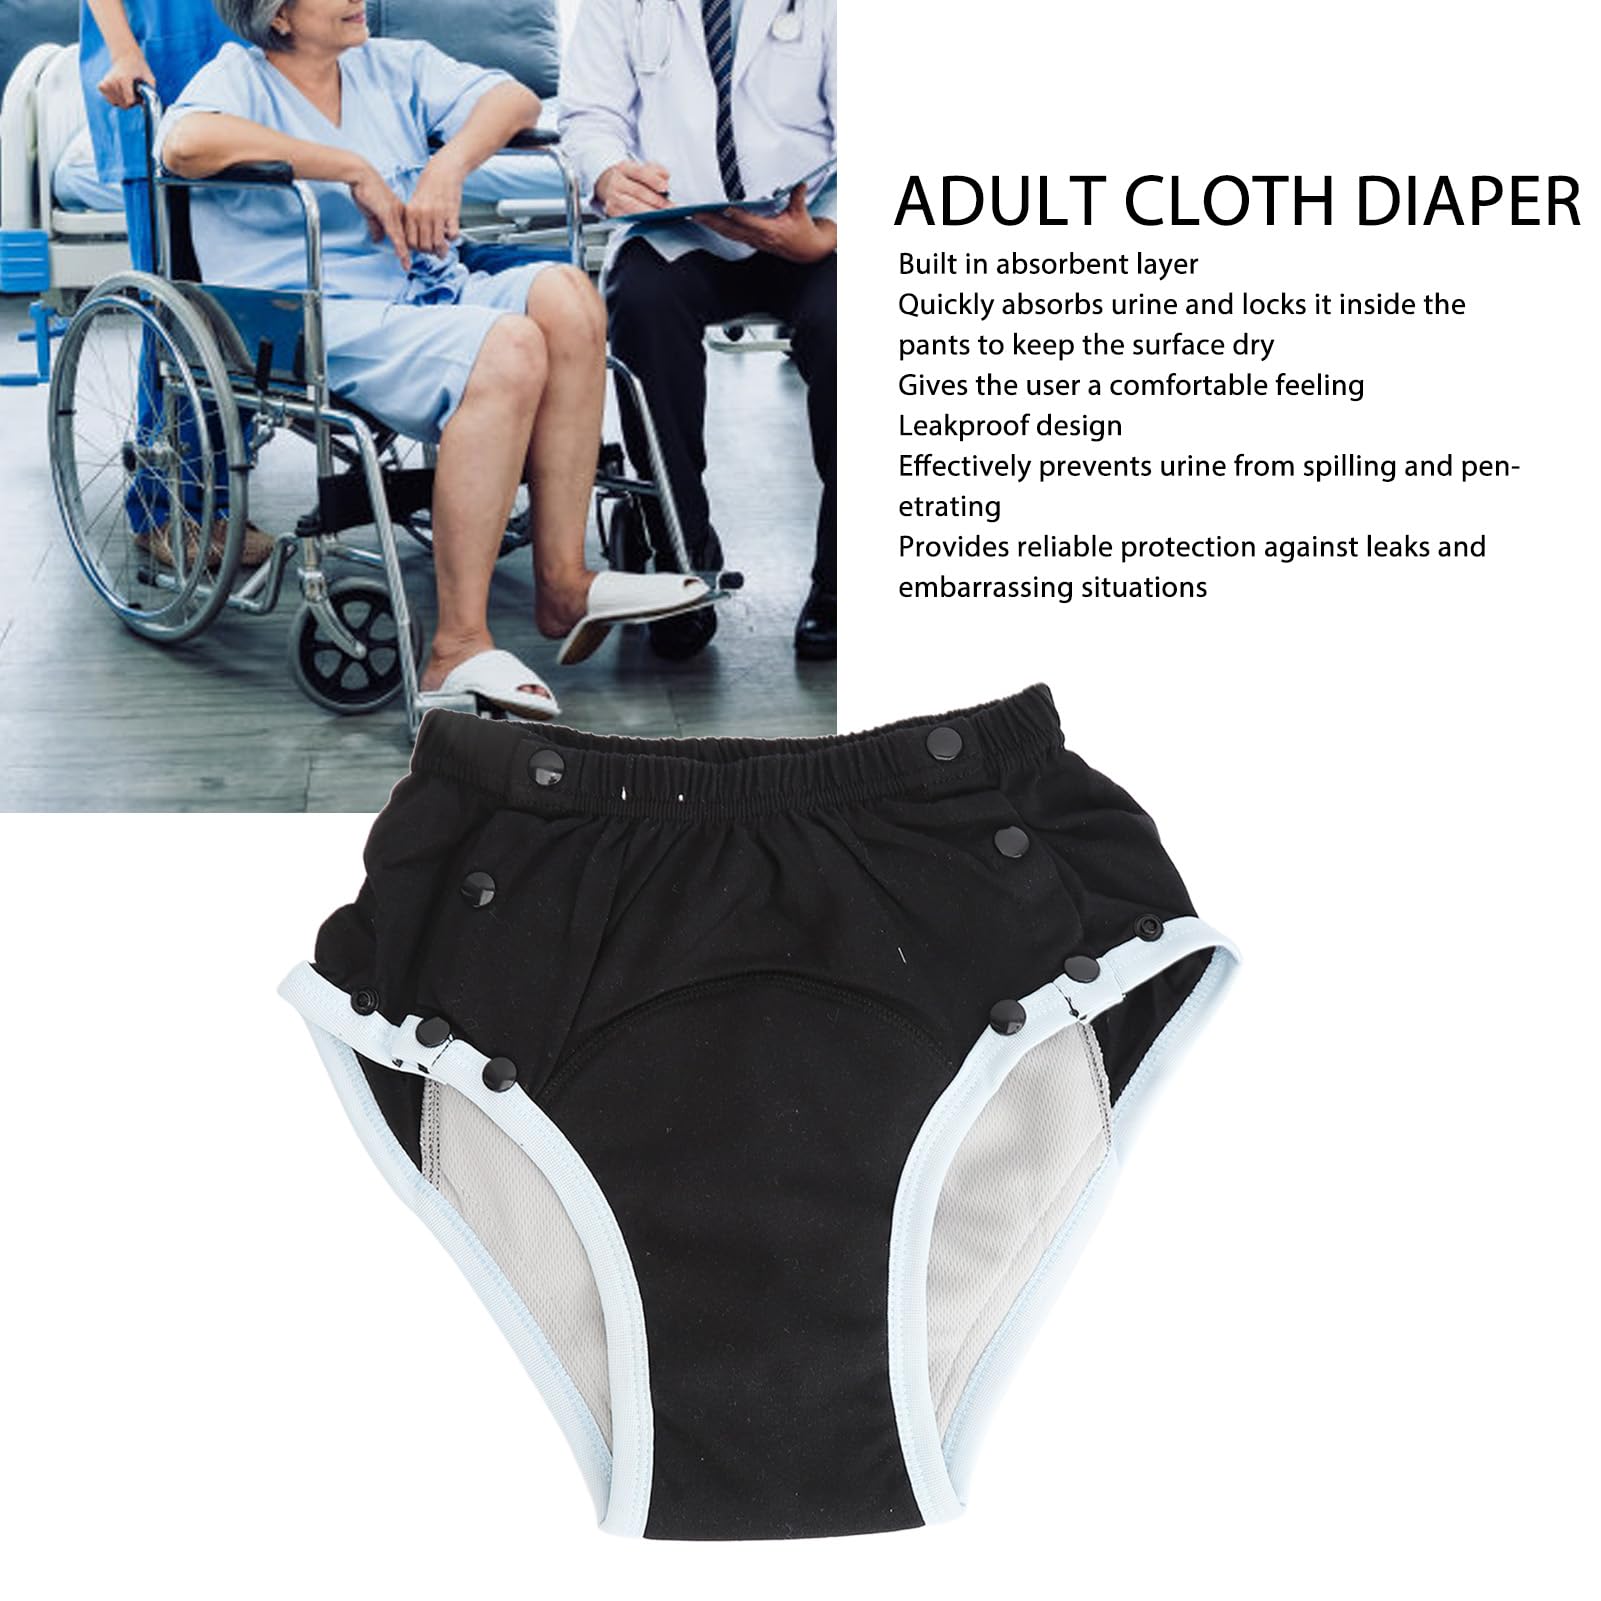 ADULT CLOTH DIAPER
Built in absorbent layer
Quickly absorbs urine and locks it inside the
pants to keep the surface dry
Gives the user a comfortable feeling
Leakproof design
Effectively prevents urine from spilling and pen-
etrating
Provides reliable protection against leaks and
embarrassing situations